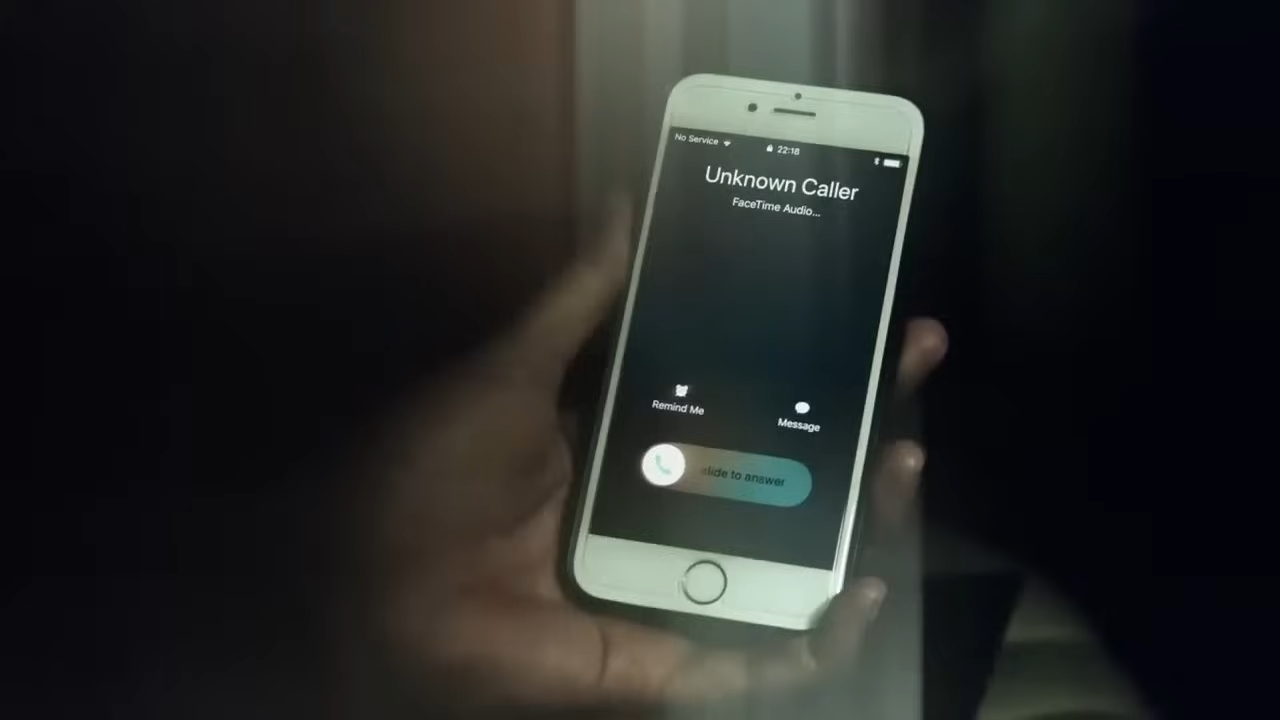 No Service 22:18
Unknown Caller
FaceTime Audio...
Remind Me
Message
slide to answer